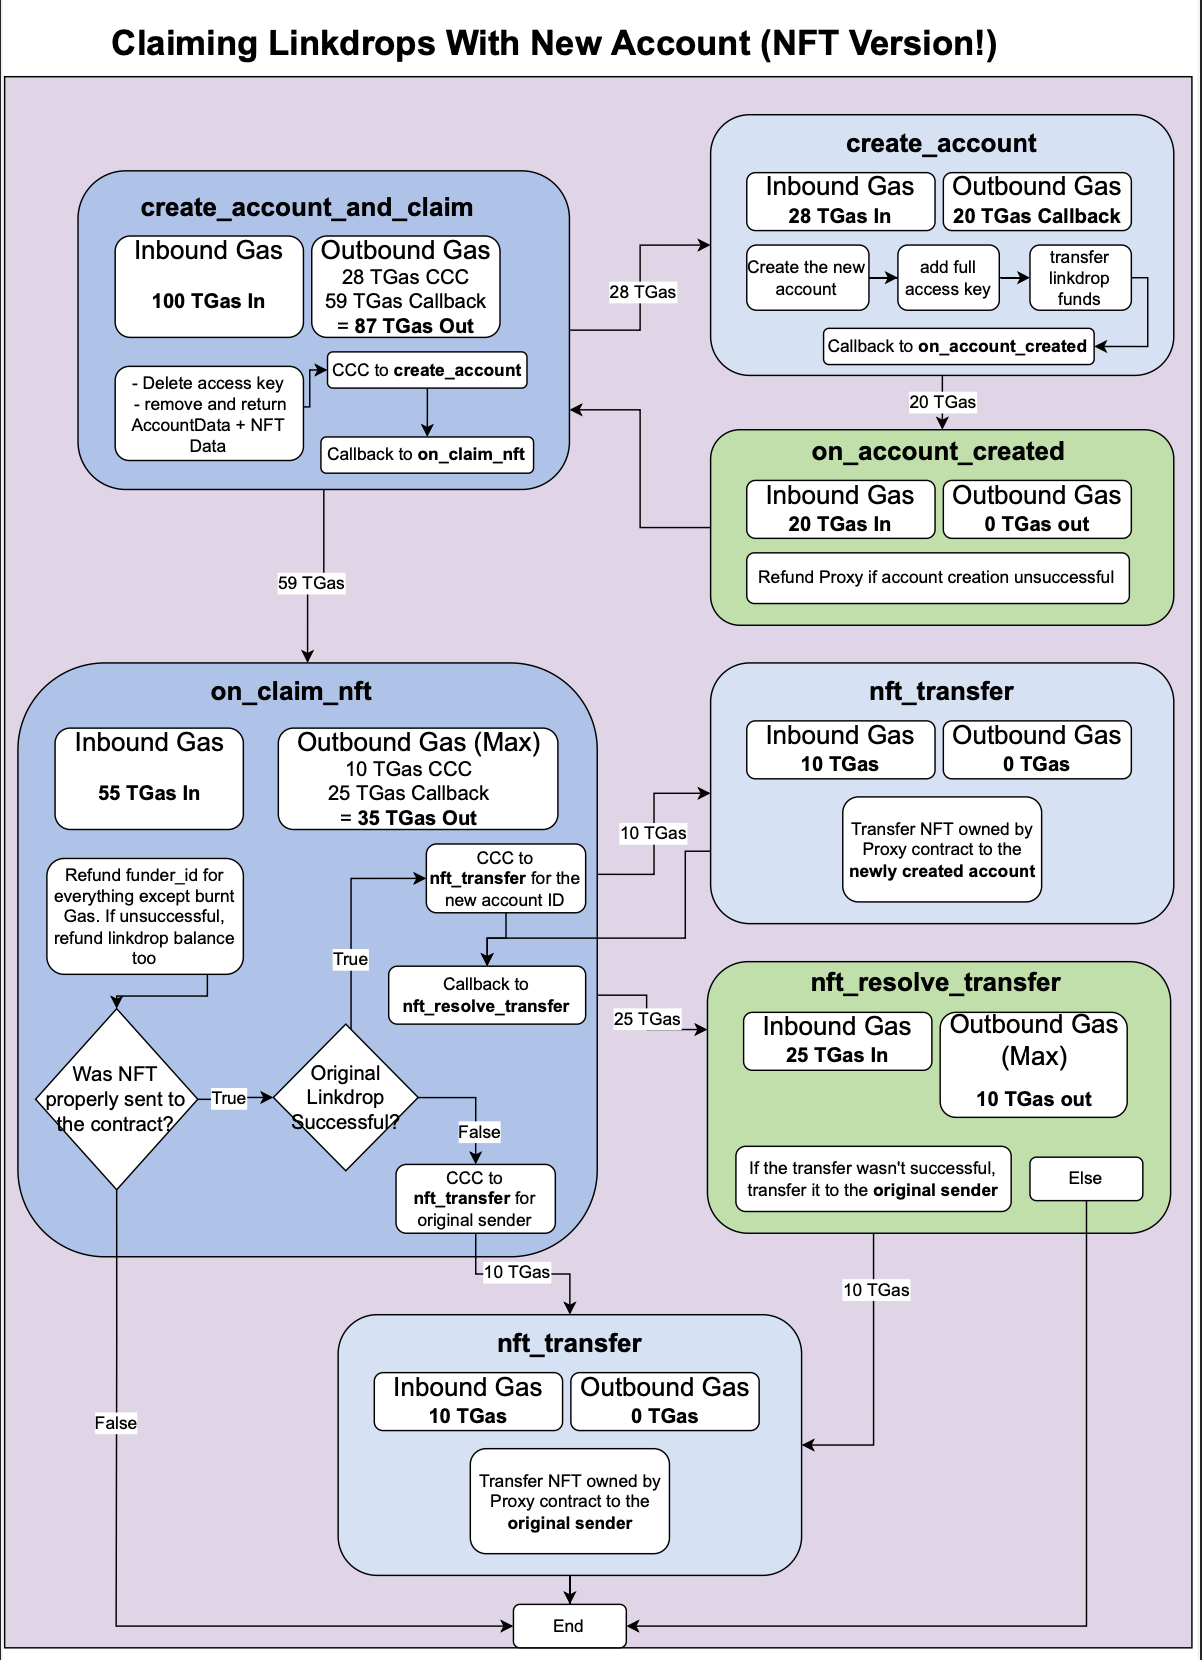 Claiming Linkdrops With New Account (NFT Version!)
create_account_and_claim
Inbound Gas
100 TGas In
Outbound Gas
28 TGas CCC
59 TGas Callback
= 87 TGas Out
- Delete access key
- remove and return
AccountData + NFT
Data
CCC to create_account
Callback to on_claim_nft
28 TGas
create_account
Inbound Gas
28 TGas In
Outbound Gas
20 TGas Callback
Create the new
account
add full
access key
transfer
linkdrop
funds
Callback to on_account_created
20 TGas
on_account_created
Inbound Gas
20 TGas In
Outbound Gas
0 TGas out
Refund Proxy if account creation unsuccessful
59 TGas
on_claim_nft
Inbound Gas
55 TGas In
Outbound Gas (Max)
10 TGas CCC
25 TGas Callback
= 35 TGas Out
Refund funder_id for
everything except burnt
Gas. If unsuccessful,
refund linkdrop balance
too
Was NFT
properly sent to
the contract?
True
Original
Linkdrop
Successful?
True
CCC to
nft_transfer for the
new account ID
Callback to
nft_resolve_transfer
False
CCC to
nft_transfer for
original sender
10 TGas
nft_transfer
Inbound Gas
10 TGas
Outbound Gas
0 TGas
Transfer NFT owned by
Proxy contract to the
newly created account
25 TGas
nft_resolve_transfer
Inbound Gas
25 TGas In
Outbound Gas
(Max)
10 TGas out
If the transfer wasn't successful,
transfer it to the original sender
Else
10 TGas
10 TGas
nft_transfer
Inbound Gas
10 TGas
Outbound Gas
0 TGas
Transfer NFT owned by
Proxy contract to the
original sender
False
End